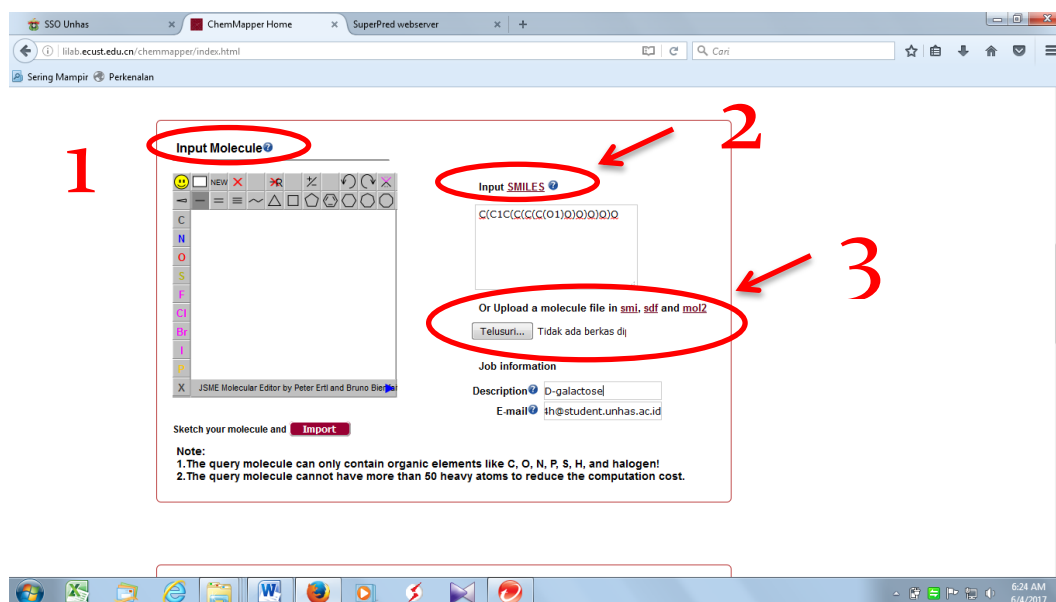 SSO Unhas × ChemMapper Home × SuperPred webserver × +
lilab.ecust.edu.cn/chemmapper/index.html Cari
Sering Mampir Perkenalan
1
2
3
Input Molecule
NEW × R +/-
C
N
O
S
F
Cl
Br
I
X JSME Molecular Editor by Peter Ertl and Bruno
Sketch your molecule and Import
Input SMILES
C(C1C(C(C(C(O1)O)O)O)O)O
Or Upload a molecule file in smi, sdf and mol2
Telusuri... Tidak ada berkas
Job information
Description D-galactose
E-mail 4h@student.unhas.ac.id
Note:
1.The query molecule can only contain organic elements like C, O, N, P, S, H, and halogen!
2.The query molecule cannot have more than 50 heavy atoms to reduce the computation cost.
6:24 AM
6/4/2017